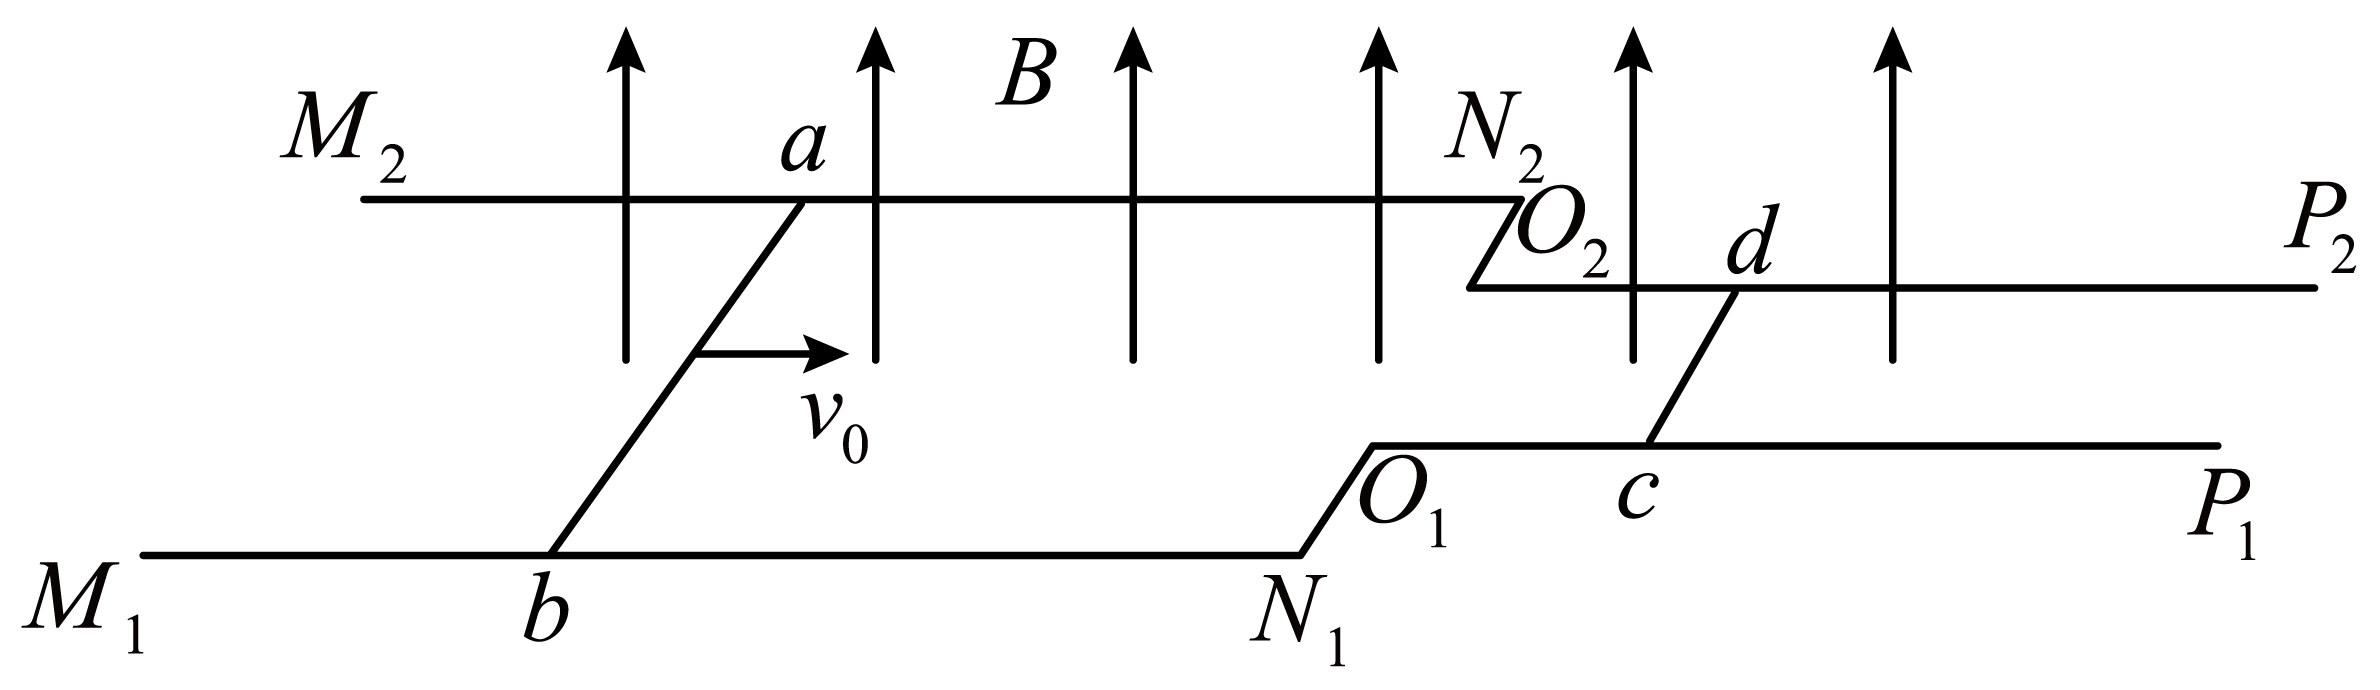 B
M₂
a
N₂
O₂
d
P₂
v₀
O₁
c
P₁
M₁
b
N₁